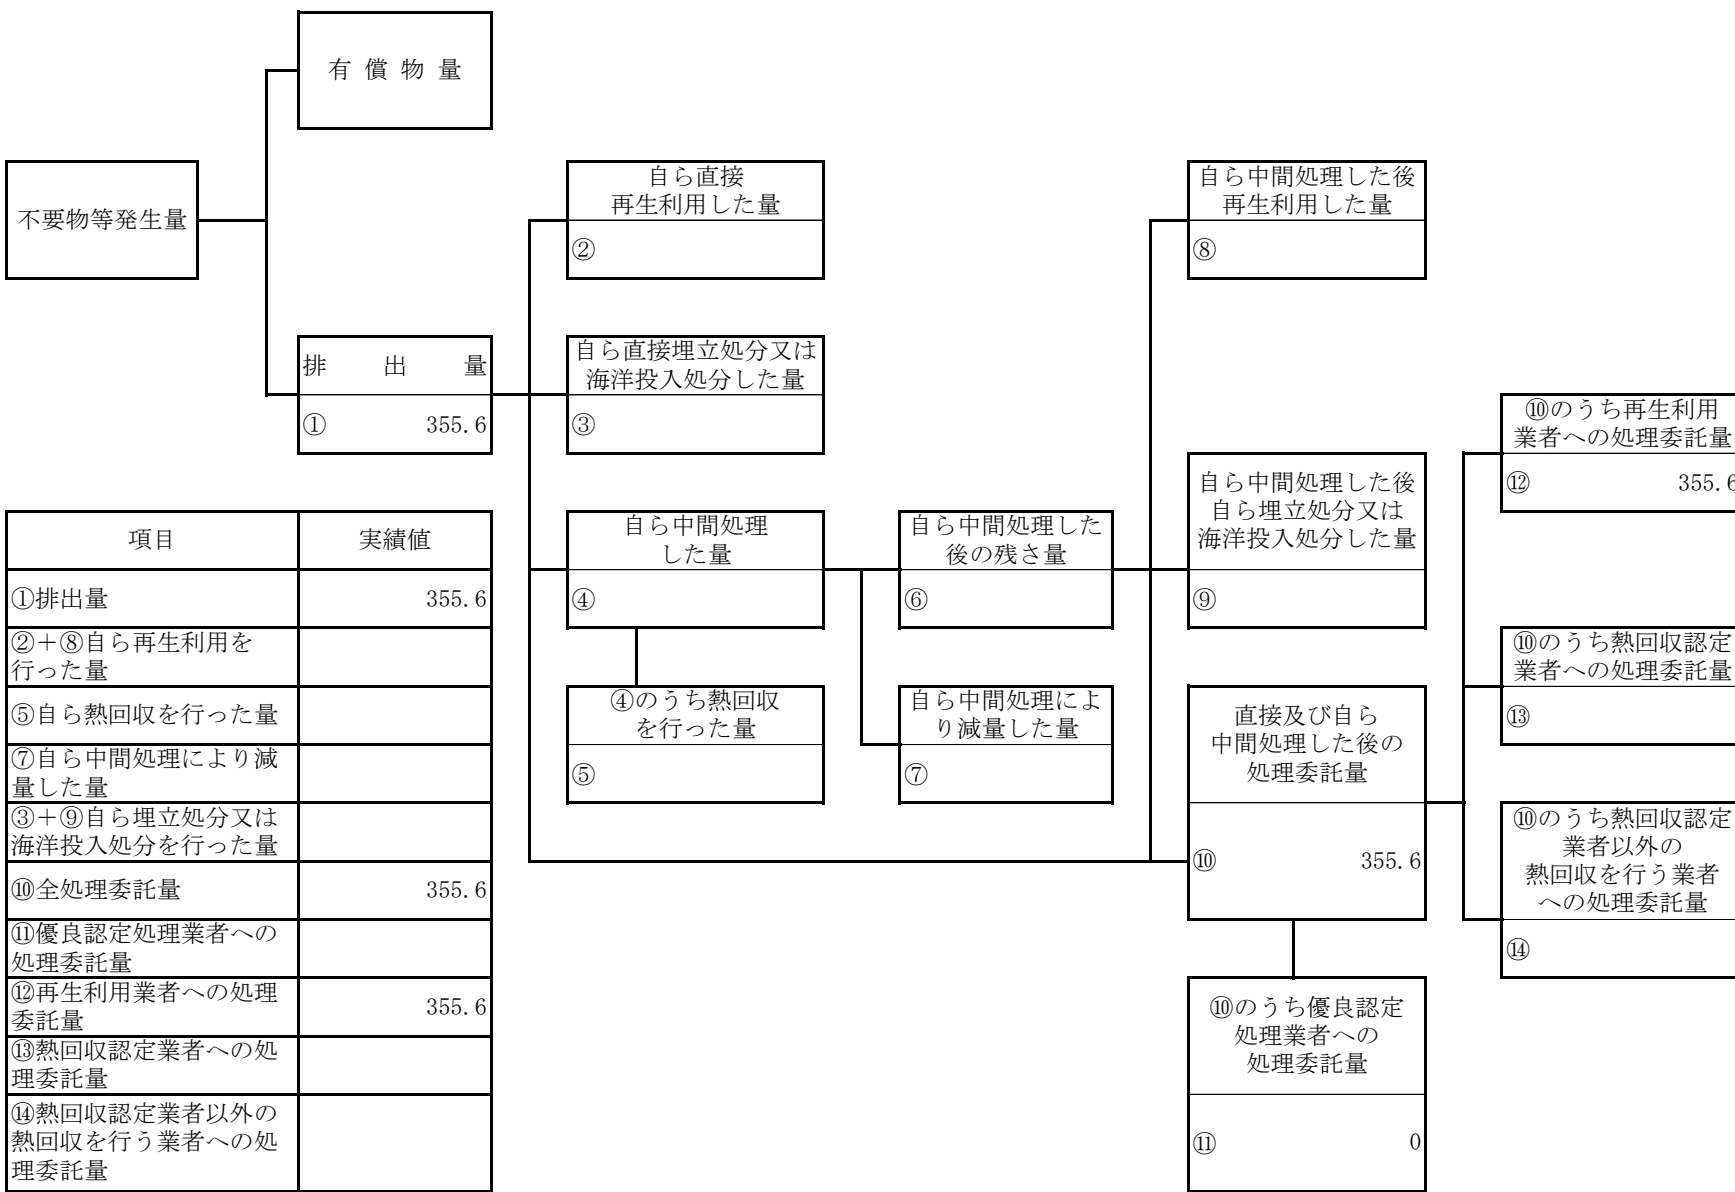 有償物量
不要物等発生量
自ら直接
再生利用した量
②
自ら中間処理した後
再生利用した量
⑧
排出量
① 355.6
自ら直接埋立処分又は
海洋投入処分した量
③
⑩のうち再生利用
業者への処理委託量
⑫ 355.6
自ら中間処理した後
自ら埋立処分又は
海洋投入処分した量
⑨
自ら中間処理
した量
④
自ら中間処理した
後の残さ量
⑥
⑩のうち熱回収認定
業者への処理委託量
⑬
④のうち熱回収
を行った量
⑤
自ら中間処理によ
り減量した量
⑦
直接及び自ら
中間処理した後の
処理委託量
⑩ 355.6
⑩のうち熱回収認定
業者以外の
熱回収を行う業者
への処理委託量
⑭
⑩のうち優良認定
処理業者への
処理委託量
⑪ 0
項目 実績値
①排出量 355.6
②+⑧自ら再生利用を
行った量
⑤自ら熱回収を行った量
⑦自ら中間処理により減
量した量
③+⑨自ら埋立処分又は
海洋投入処分を行った量
⑩全処理委託量 355.6
⑪優良認定処理業者への
処理委託量
⑫再生利用業者への処理
委託量 355.6
⑬熱回収認定業者への処
理委託量
⑭熱回収認定業者以外の
熱回収を行う業者への処
理委託量